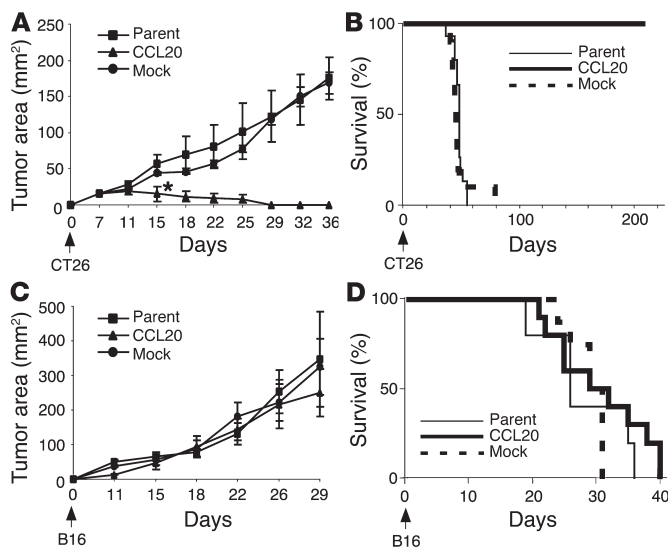 A
Tumor area (mm²)
250
200
150
100
50
0
Parent
CCL20
Mock
*
0 7 11 15 18 22 25 29 32 36
Days
CT26
B
Survival (%)
100
50
0
Parent
CCL20
Mock
0 100 200
Days
CT26
C
Tumor area (mm²)
500
400
300
200
100
0
Parent
CCL20
Mock
0 11 15 18 22 26 29
Days
B16
D
Survival (%)
100
50
0
Parent
CCL20
Mock
0 10 20 30 40
Days
B16